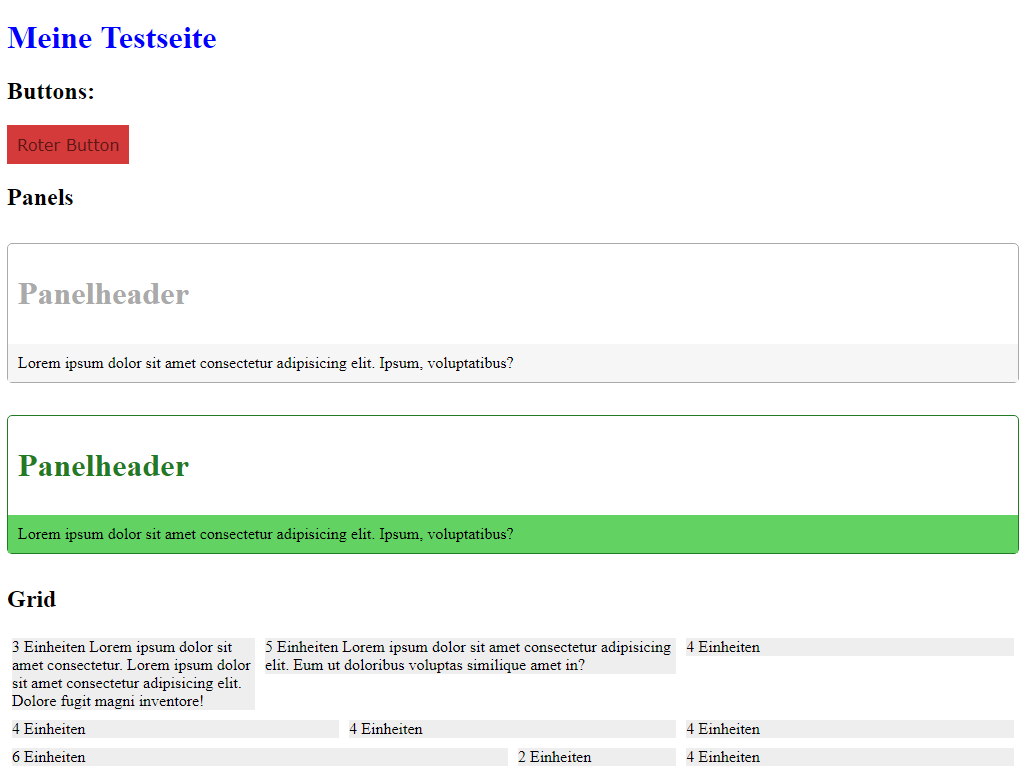 Meine Testseite
Buttons:
Roter Button
Panels
Panelheader
Lorem ipsum dolor sit amet consectetur adipisicing elit. Ipsum, voluptatibus?
Panelheader
Lorem ipsum dolor sit amet consectetur adipisicing elit. Ipsum, voluptatibus?
Grid
3 Einheiten Lorem ipsum dolor sit
amet consectetur. Lorem ipsum dolor
sit amet consectetur adipisicing elit.
Dolore fugit magni inventore!
5 Einheiten Lorem ipsum dolor sit amet consectetur adipisicing
elit. Eum ut doloribus voluptas similique amet in?
4 Einheiten
4 Einheiten
4 Einheiten
4 Einheiten
6 Einheiten
2 Einheiten
4 Einheiten